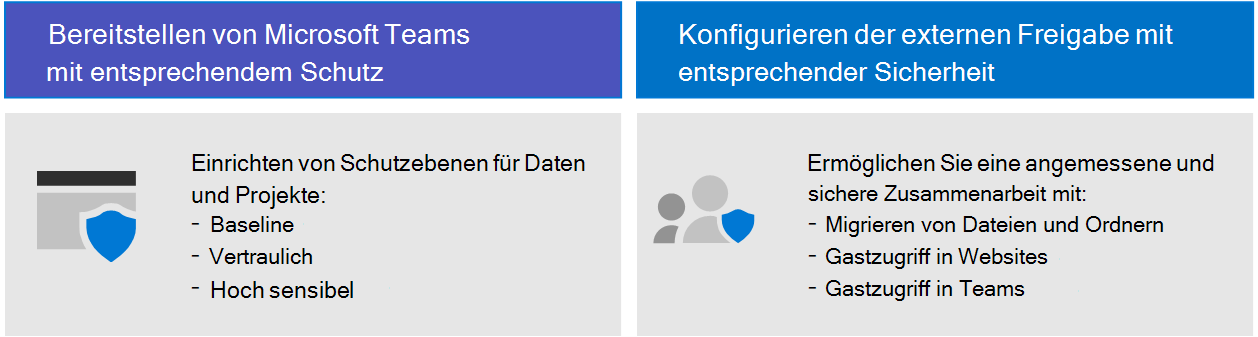 Bereitstellen von Microsoft Teams
mit entsprechendem Schutz
Einrichten von Schutzebenen für Daten
und Projekte:
- Baseline
- Vertraulich
- Hoch sensibel
Konfigurieren der externen Freigabe mit
entsprechender Sicherheit
Ermöglichen Sie eine angemessene und
sichere Zusammenarbeit mit:
- Migrieren von Dateien und Ordnern
- Gastzugriff in Websites
- Gastzugriff in Teams